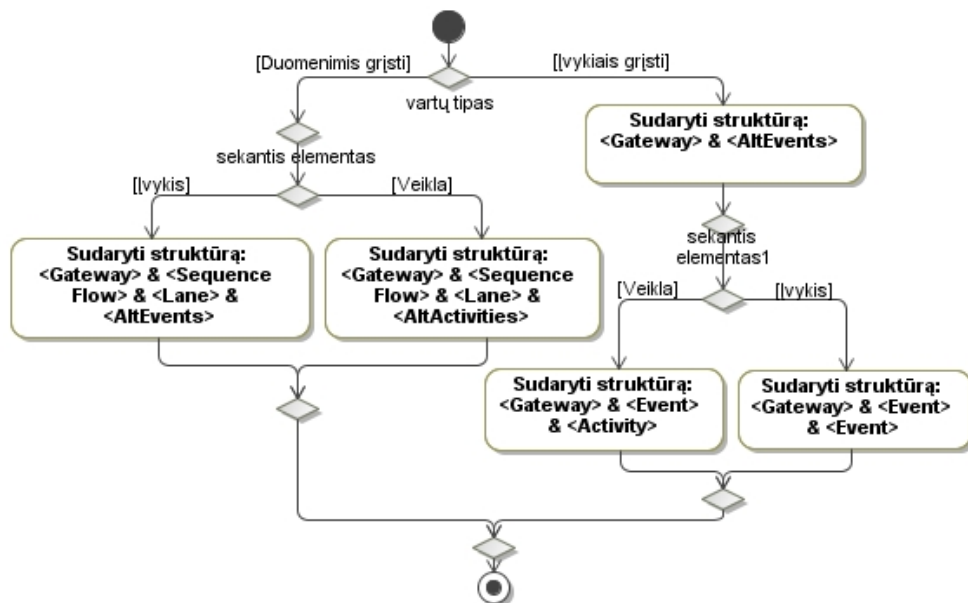 [Duomenimis grįsti]
[Įvykiais grįsti]
vartų tipas
Sudaryti struktūrą:
<Gateway> & <AltEvents>
sekantis elementas
[Įvykis]
[Veikla]
Sudaryti struktūrą:
<Gateway> & <Sequence
Flow> & <Lane> &
<AltEvents>
Sudaryti struktūrą:
<Gateway> & <Sequence
Flow> & <Lane> &
<AltActivities>
sekantis
elementas1
[Veikla]
[Įvykis]
Sudaryti struktūrą:
<Gateway> & <Event>
& <Activity>
Sudaryti struktūrą:
<Gateway> & <Event>
& <Event>